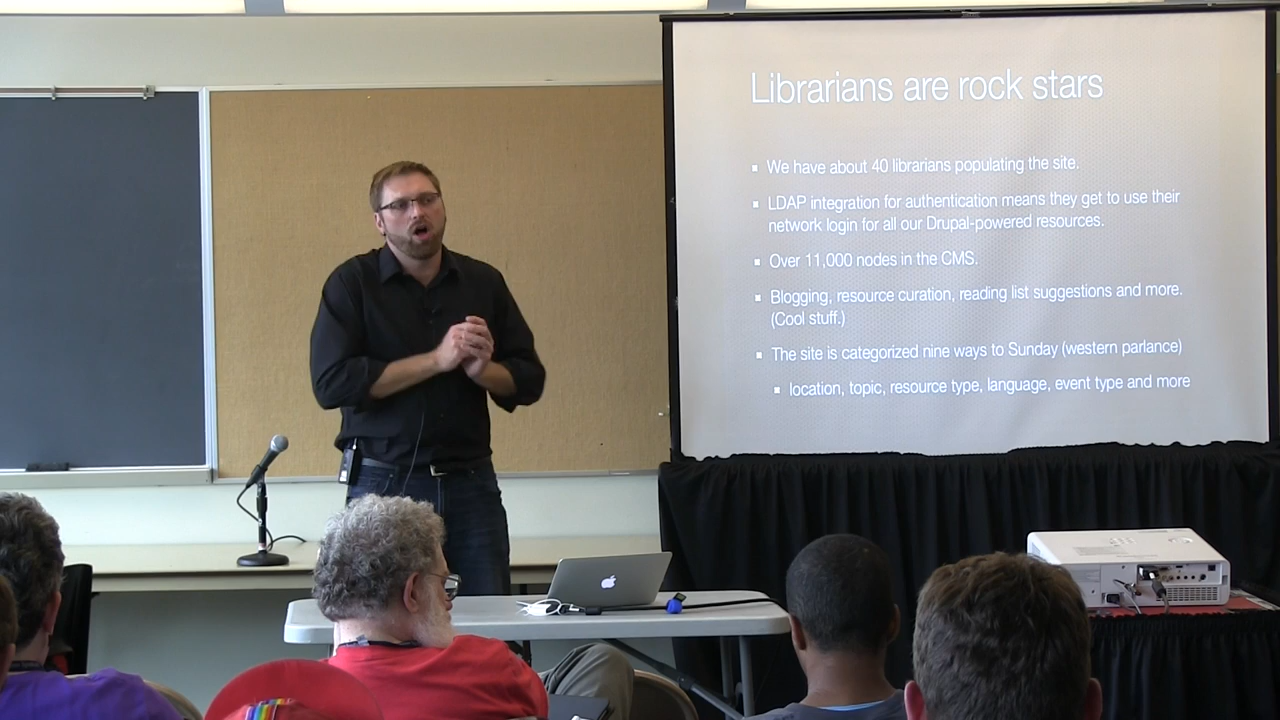 Librarians are rock stars
We have about 40 librarians populating the site.
LDAP integration for authentication means they get to use their
network login for all our Drupal-powered resources.
Over 11,000 nodes in the CMS.
Blogging, resource curation, reading list suggestions and more.
(Cool stuff.)
The site is categorized nine ways to Sunday (western parlance)
location, topic, resource type, language, event type and more